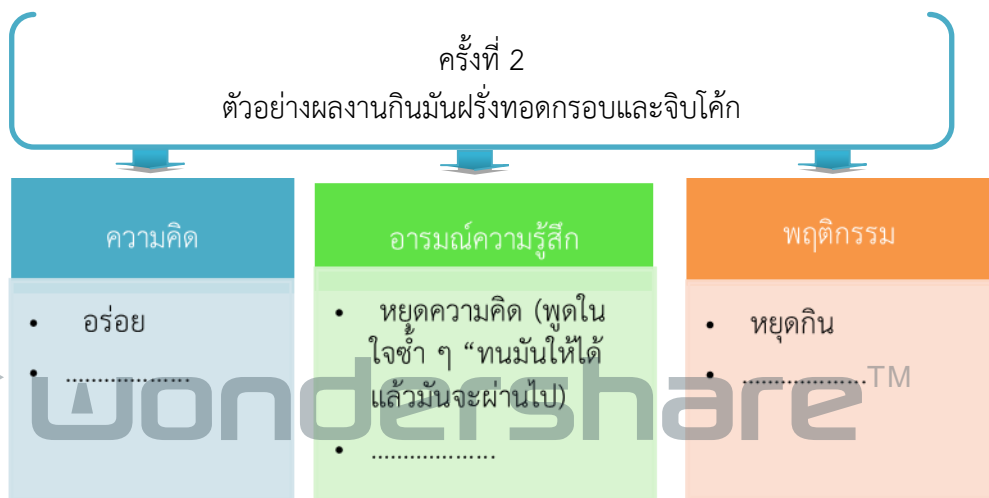 ครั้งที่ 2
ตัวอย่างผลงานกินมันฝรั่งทอดกรอบและจิบโค้ก
ความคิด
• อร่อย
• ...................
อารมณ์ความรู้สึก
• หยุดความคิด (พูดใน
ใจซ้ำ ๆ “ทนมันให้ได้
แล้วมันจะผ่านไป)
• ...................
พฤติกรรม
• หยุดกิน
• ...................
wondershare™